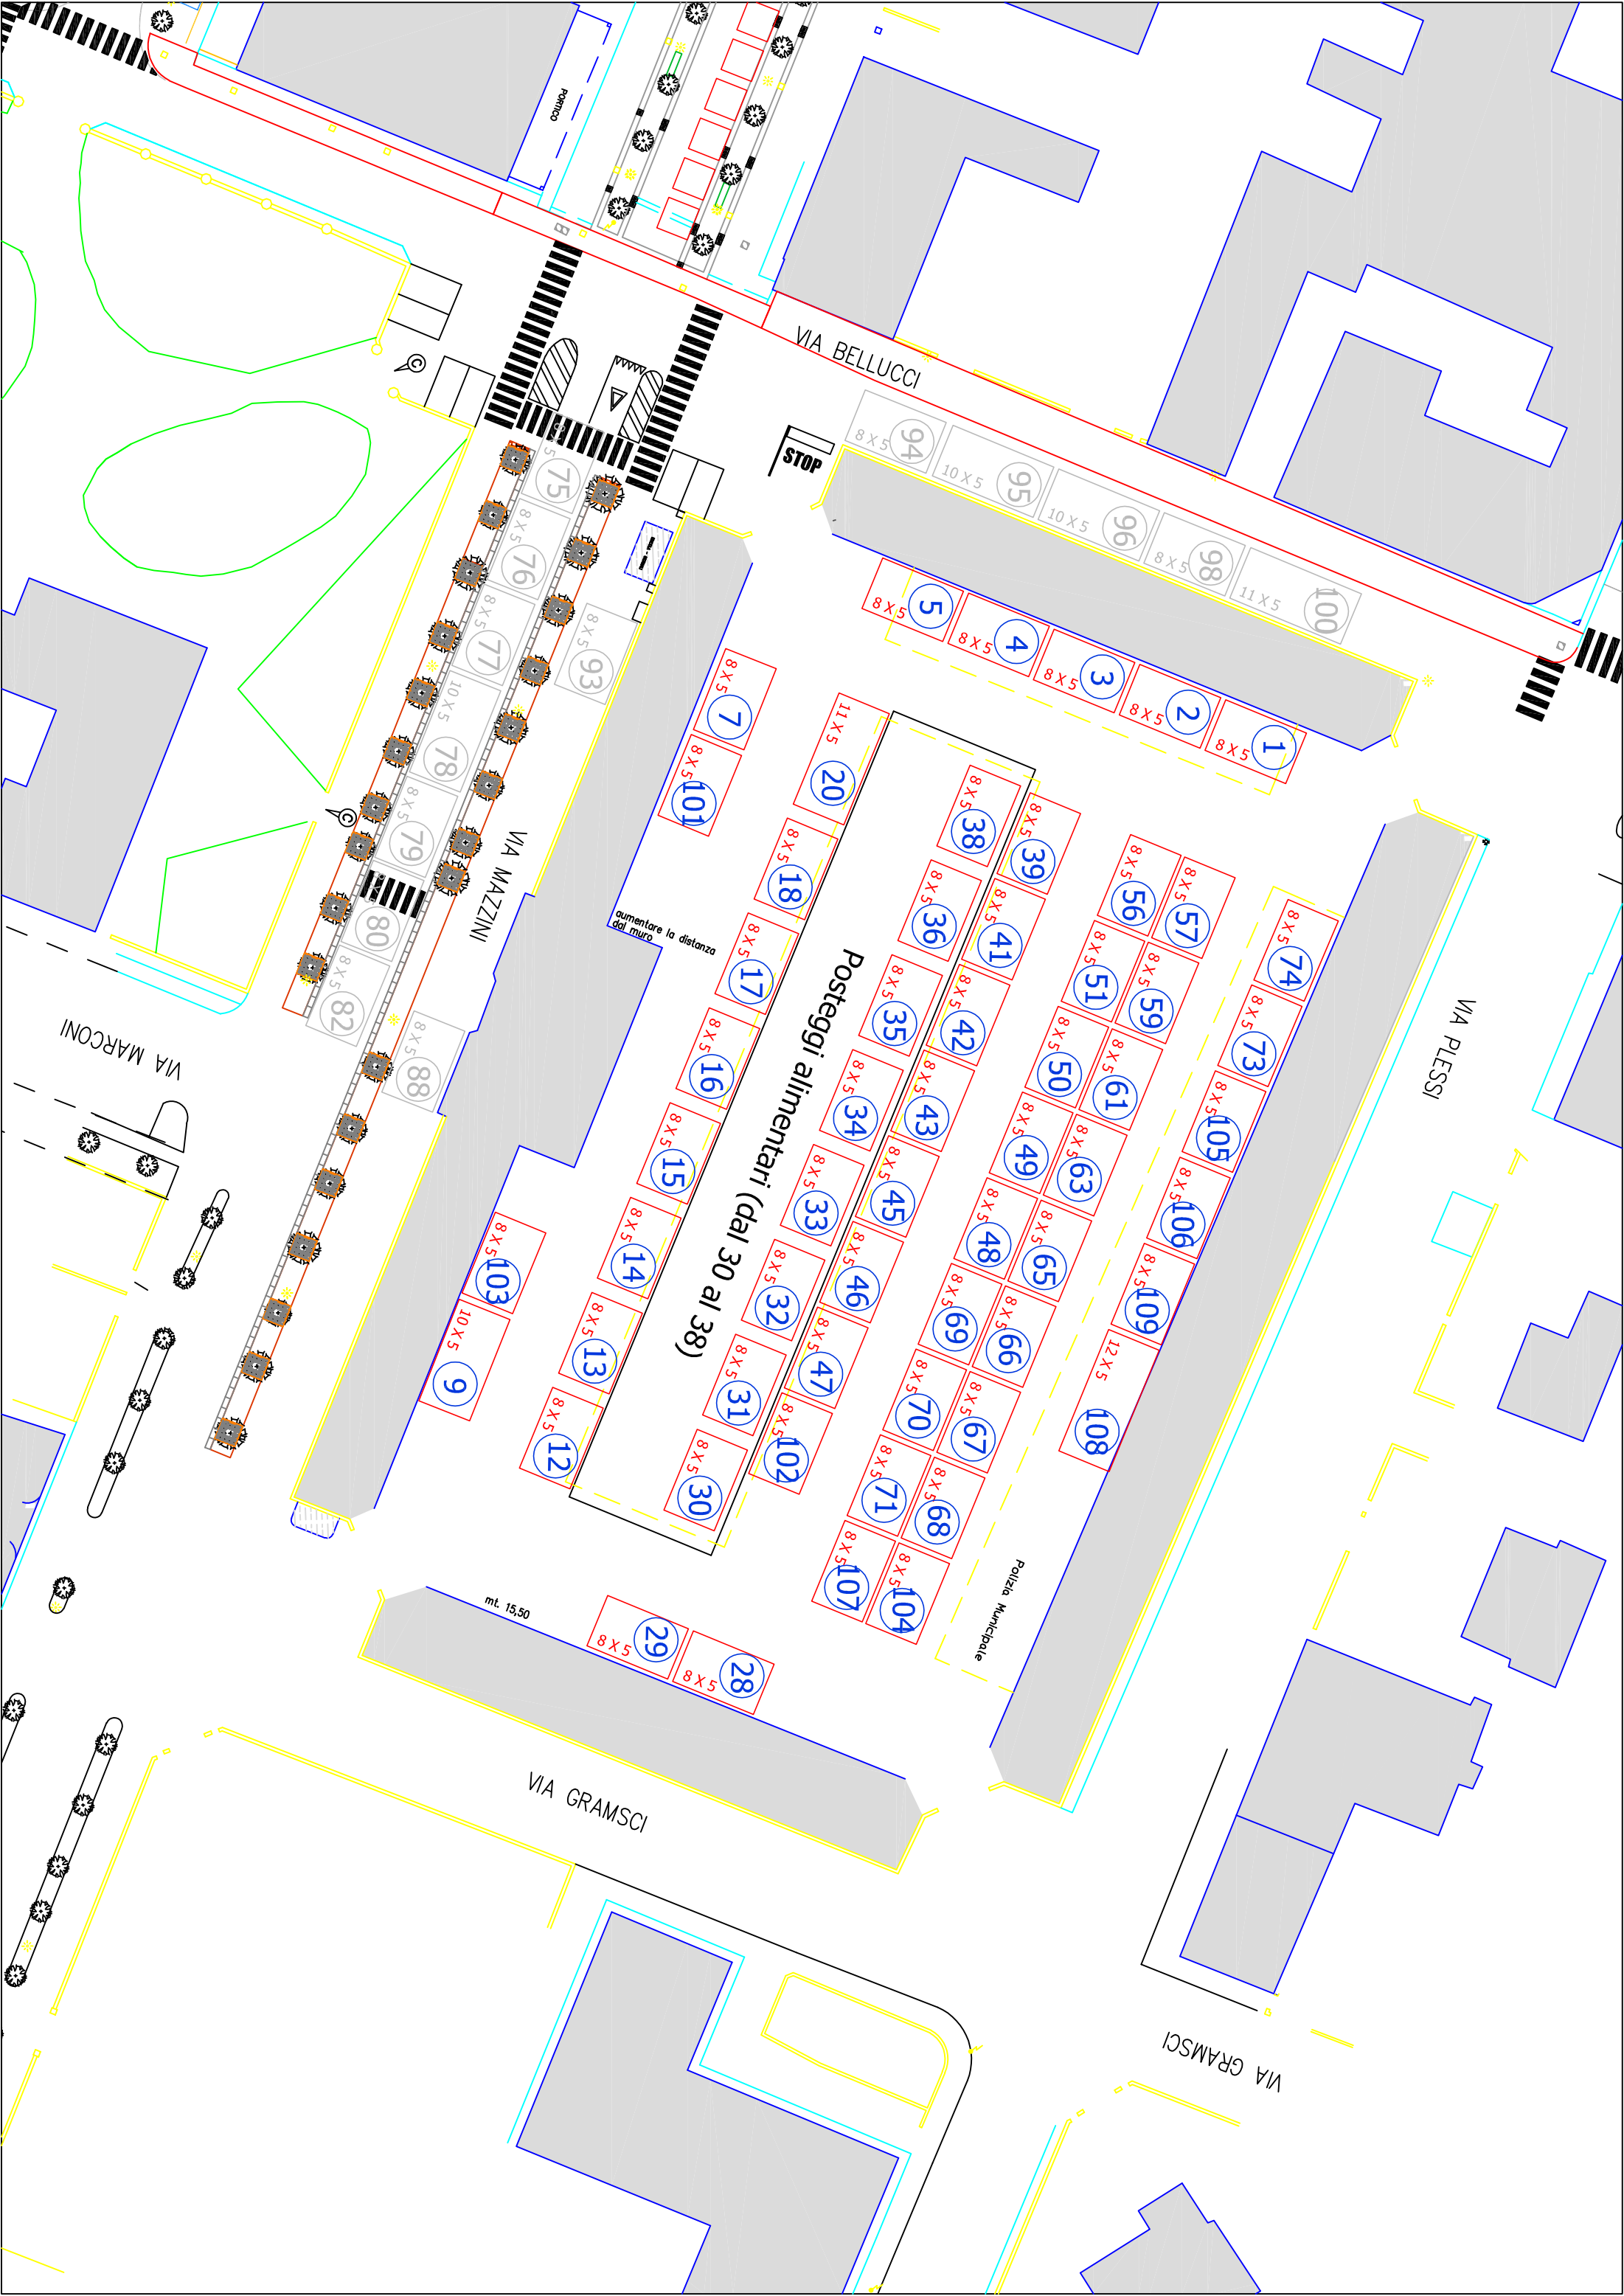 PORTICO
VIA BELLUCCI
STOP
C
8 X 5 94
10 X 5 95
10 X 5 96
8 X 5 98
11 X 5 100
8 X 5 5
8 X 5 4
8 X 5 3
8 X 5 2
8 X 5 1
8 X 5 75
8 X 5 76
8 X 5 77
10 X 5 78
8 X 5 79
80
8 X 5 82
8 X 5 93
8 X 5 88
C
VIA MAZZINI
VIA MARCONI
8 X 5 7
8 X 5 101
aumentare la distanza
dal muro
8 X 5 103
10 X 5 9
11 X 5 20
8 X 5 18
8 X 5 17
8 X 5 16
8 X 5 15
8 X 5 14
8 X 5 13
8 X 5 12
Posteggi alimentari (dal 30 al 38)
8 X 5 38
8 X 5 36
8 X 5 35
8 X 5 34
8 X 5 33
8 X 5 32
8 X 5 31
8 X 5 30
8 X 5 39
8 X 5 41
8 X 5 42
8 X 5 43
8 X 5 45
8 X 5 46
8 X 5 47
8 X 5 102
8 X 5 56
8 X 5 51
8 X 5 50
8 X 5 49
8 X 5 48
8 X 5 69
8 X 5 70
8 X 5 71
8 X 5 107
8 X 5 57
8 X 5 59
8 X 5 61
8 X 5 63
8 X 5 65
8 X 5 66
8 X 5 67
8 X 5 68
8 X 5 104
8 X 5 74
8 X 5 73
8 X 5 105
8 X 5 106
8 X 5 109
12 X 5 108
Polizia Municipale
VIA PLESSI
mt. 15,50
8 X 5 29
8 X 5 28
VIA GRAMSCI
VIA GRAMSCI